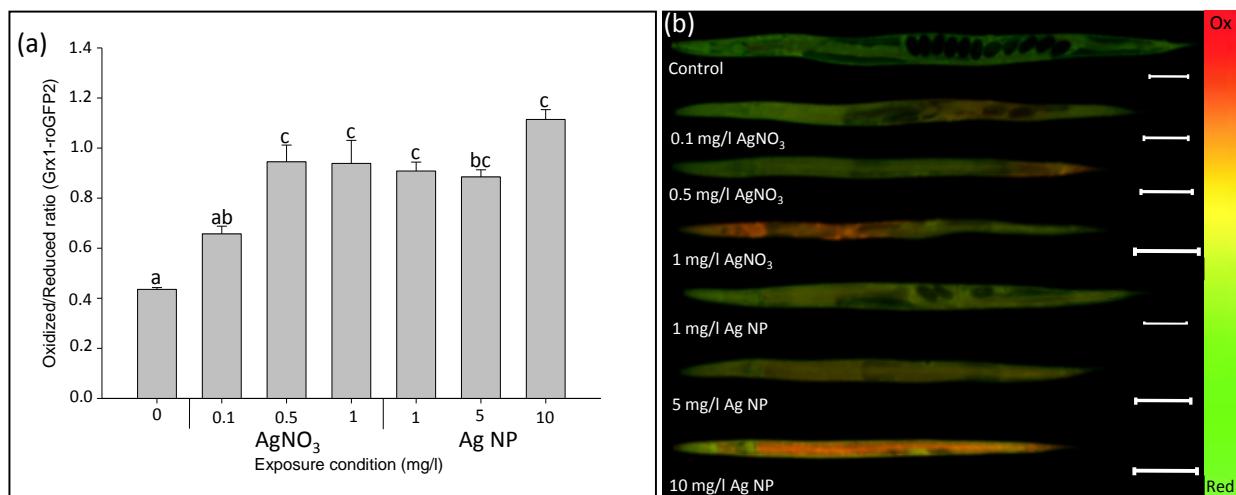 (a)
Oxidized/Reduced ratio (Grx1-roGFP2)
1.4
1.2
1.0
0.8
0.6
0.4
0.2
0.0
a
ab
c
c
c
bc
c
0 0.1 0.5 1 1 5 10
AgNO₃ Ag NP
Exposure condition (mg/l)
(b)
Control
0.1 mg/l AgNO₃
0.5 mg/l AgNO₃
1 mg/l AgNO₃
1 mg/l Ag NP
5 mg/l Ag NP
10 mg/l Ag NP
Ox
Red